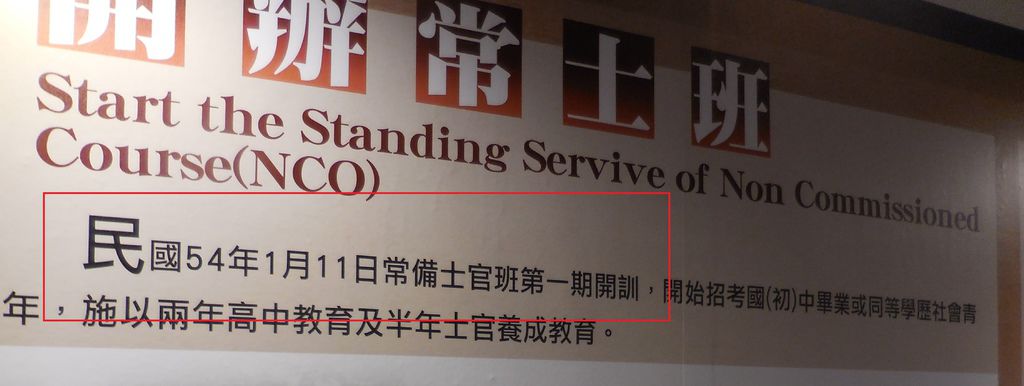 開辦常士班
Start the Standing Servive of Non Commissioned
Course(NCO)
民國54年1月11日常備士官班第一期開訓，開始招考國(初)中畢業或同等學歷社會青
年，施以兩年高中教育及半年士官養成教育。